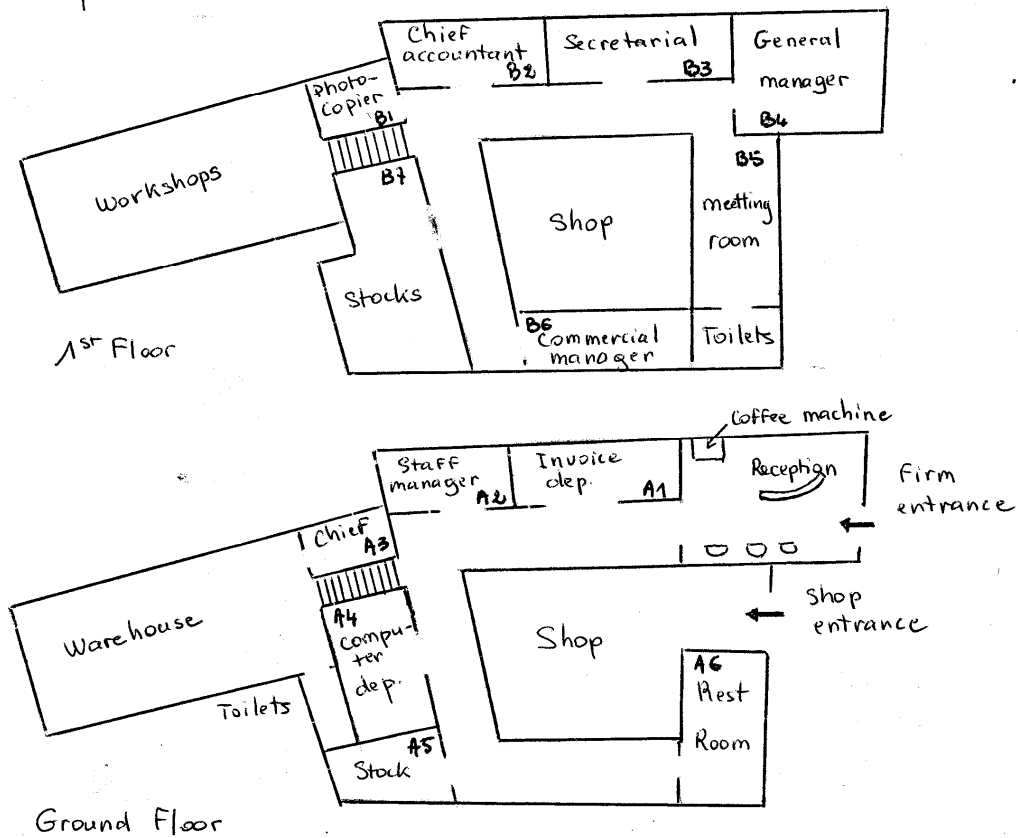 Chief
accountant
B2
Secretarial
B3
General
manager
B4
Photo-
Copier
B1
B7
Workshops
Stocks
Shop
B5
meetting
room
B6
Commercial
manager
Toilets
1st Floor
Coffee machine
Staff
manager
A2
Invoice
dep.
A1
Reception
Firm
entrance
Chief
A3
A4
Compu-
ter
dep.
Warehouse
Toilets
Shop
Shop
entrance
A6
Rest
Room
A5
Stock
Ground Floor